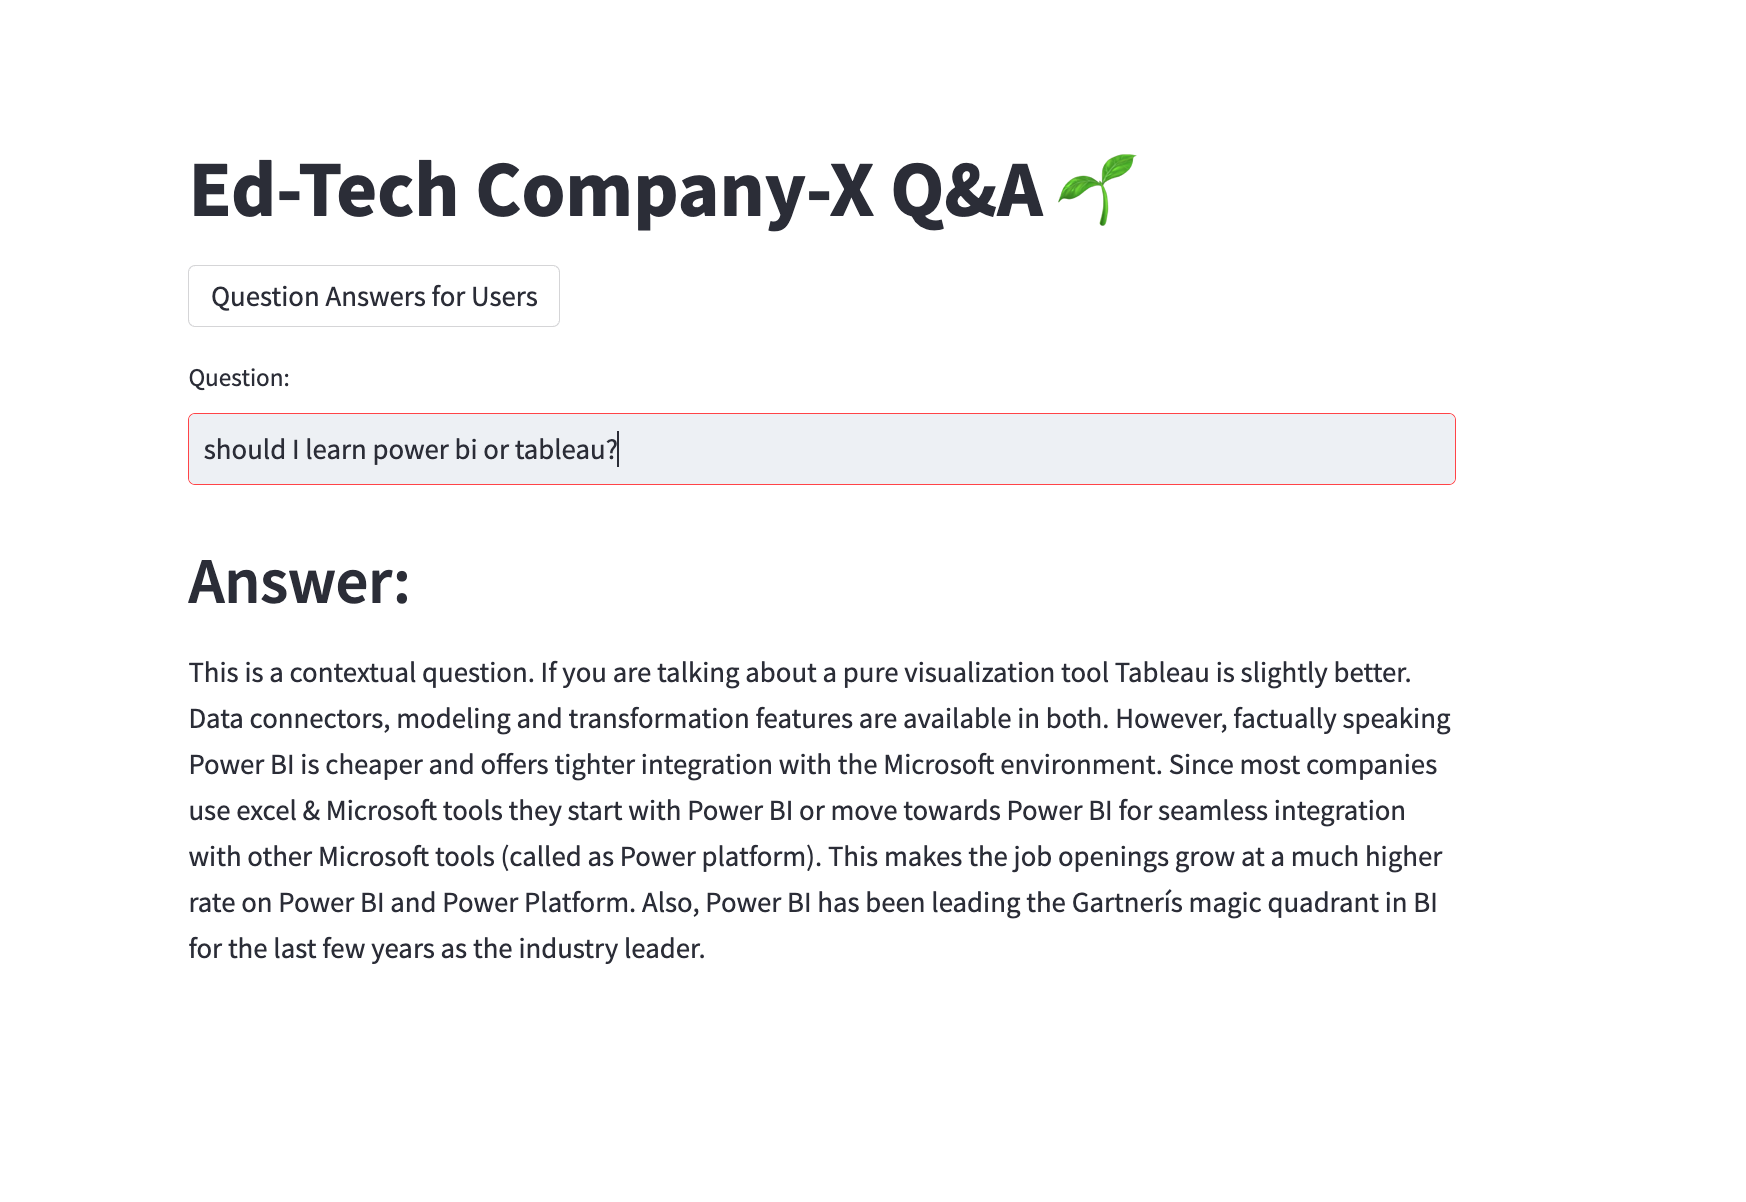 Ed-Tech Company-X Q&A 🌱
Question Answers for Users
Question:
should I learn power bi or tableau?
Answer:
This is a contextual question. If you are talking about a pure visualization tool Tableau is slightly better.
Data connectors, modeling and transformation features are available in both. However, factually speaking
Power BI is cheaper and offers tighter integration with the Microsoft environment. Since most companies
use excel & Microsoft tools they start with Power BI or move towards Power BI for seamless integration
with other Microsoft tools (called as Power platform). This makes the job openings grow at a much higher
rate on Power BI and Power Platform. Also, Power BI has been leading the Gartnerís magic quadrant in BI
for the last few years as the industry leader.